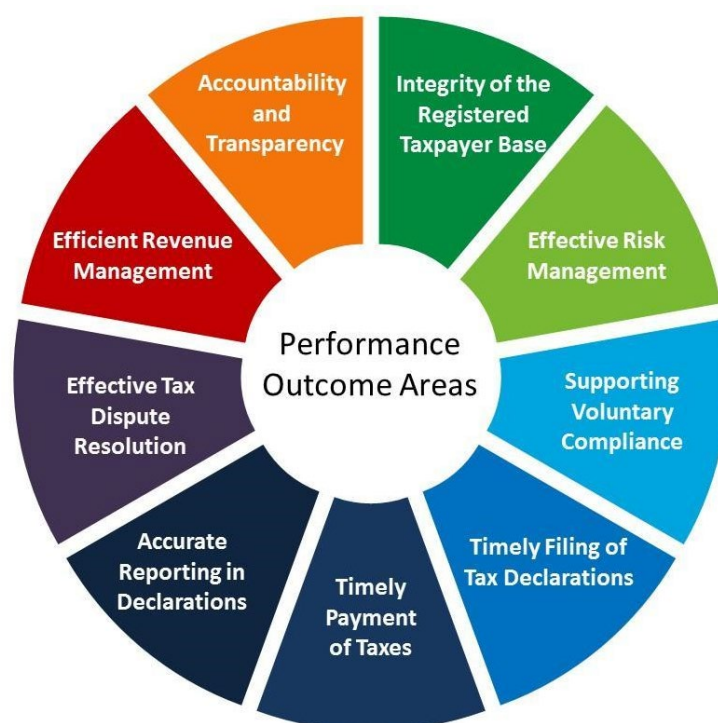 Performance
Outcome Areas
Integrity of the
Registered
Taxpayer Base
Effective Risk
Management
Supporting
Voluntary
Compliance
Timely Filing of
Tax Declarations
Timely
Payment
of Taxes
Accurate
Reporting in
Declarations
Effective Tax
Dispute
Resolution
Efficient Revenue
Management
Accountability
and
Transparency